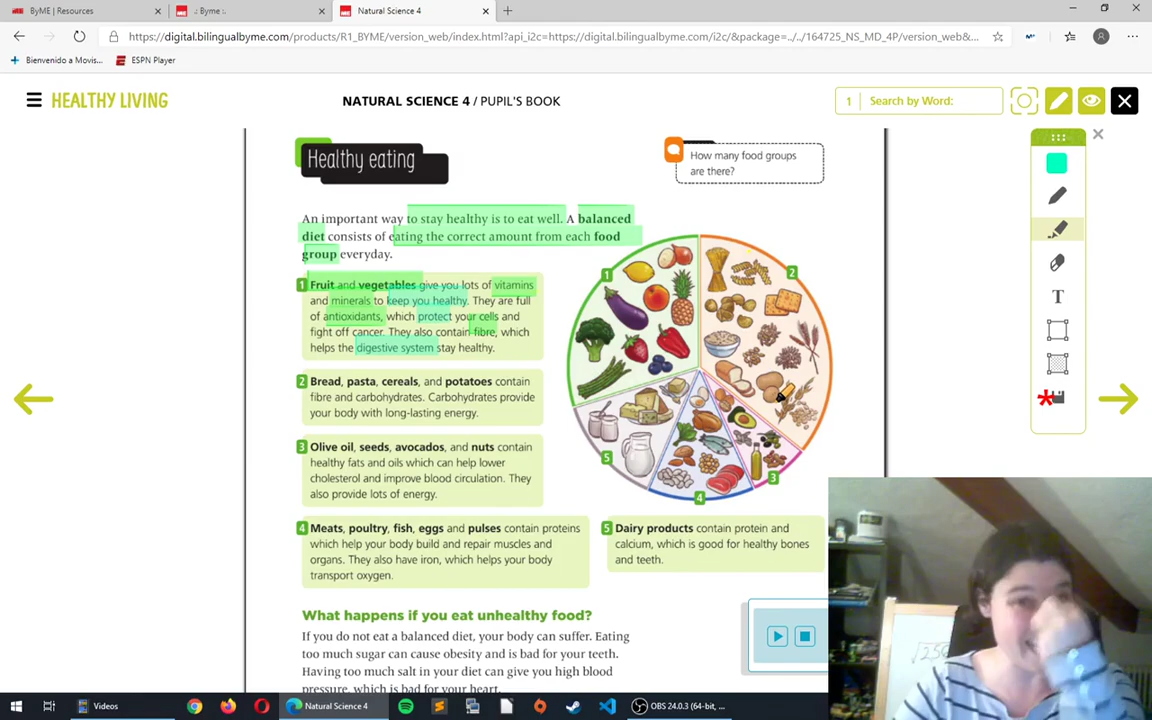 ByME | Resources
.: Byme :.
Natural Science 4
https://digital.bilingualbyme.com/products/R1_BYME/version_web/index.html?api_i2c=https://digital.bilingualbyme.com/i2c/&package=../../164725_NS_MD_4P/version_web&...
Bienvenido a Movis...
ESPN Player
HEALTHY LIVING
NATURAL SCIENCE 4 / PUPIL'S BOOK
1
Search by Word:
Healthy eating
How many food groups
are there?
An important way to stay healthy is to eat well. A balanced
diet consists of eating the correct amount from each food
group everyday.
1 Fruit and vegetables give you lots of vitamins
and minerals to keep you healthy. They are full
of antioxidants, which protect your cells and
fight off cancer. They also contain fibre, which
helps the digestive system stay healthy.
2 Bread, pasta, cereals, and potatoes contain
fibre and carbohydrates. Carbohydrates provide
your body with long-lasting energy.
3 Olive oil, seeds, avocados, and nuts contain
healthy fats and oils which can help lower
cholesterol and improve blood circulation. They
also provide lots of energy.
4 Meats, poultry, fish, eggs and pulses contain proteins
which help your body build and repair muscles and
organs. They also have iron, which helps your body
transport oxygen.
5 Dairy products contain protein and
calcium, which is good for healthy bones
and teeth.
1
2
3
4
5
T
What happens if you eat unhealthy food?
If you do not eat a balanced diet, your body can suffer. Eating
too much sugar can cause obesity and is bad for your teeth.
Having too much salt in your diet can give you high blood
pressure, which is bad for your heart.
Videos
Natural Science 4
OBS 24.0.3 (64-bit, ...